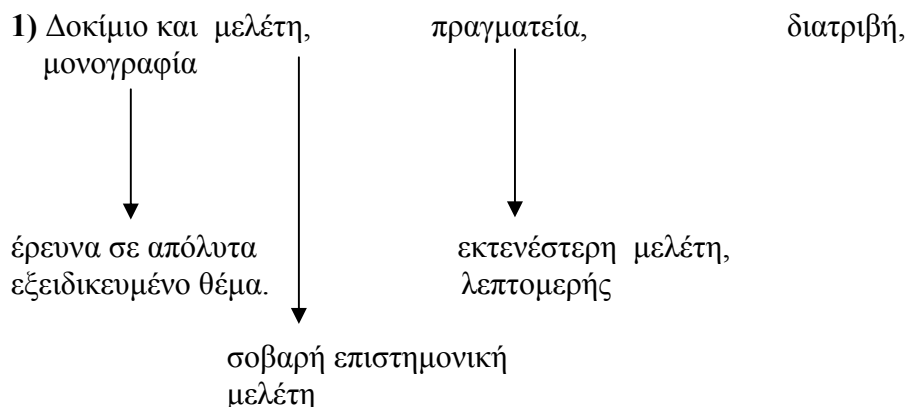 1) Δοκίμιο και μελέτη, πραγματεία, διατριβή,
μονογραφία
έρευνα σε απόλυτα εκτενέστερη μελέτη,
εξειδικευμένο θέμα. λεπτομερής
σοβαρή επιστημονική
μελέτη